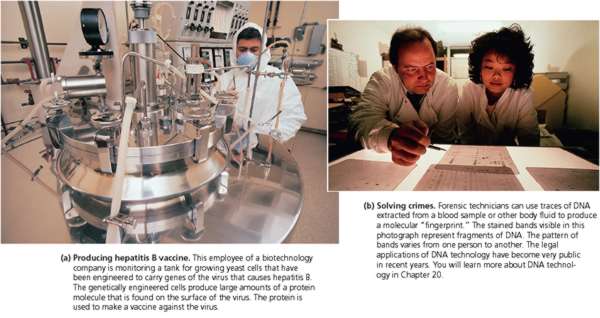 (a) Producing hepatitis B vaccine. This employee of a biotechnology
company is monitoring a tank for growing yeast cells that have
been engineered to carry genes of the virus that causes hepatitis B.
The genetically engineered cells produce large amounts of a protein
molecule that is found on the surface of the virus. The protein is
used to make a vaccine against the virus.
(b) Solving crimes. Forensic technicians can use traces of DNA
extracted from a blood sample or other body fluid to produce
a molecular "fingerprint." The stained bands visible in this
photograph represent fragments of DNA. The pattern of
bands varies from one person to another. The legal
applications of DNA technology have become very public
in recent years. You will learn more about DNA technol-
ogy in Chapter 20.